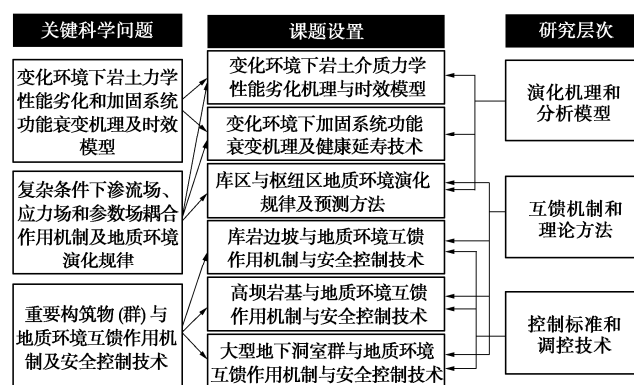 关键科学问题
变化环境下岩土力学
性能劣化和加固系统
功能衰变机理及时效
模型
复杂条件下渗流场、
应力场和参数场耦合
作用机制及地质环境
演化规律
重要构筑物(群)与
地质环境互馈作用机
制及安全控制技术
课题设置
变化环境下岩土介质力学
性能劣化机理与时效模型
变化环境下加固系统功能
衰变机理及健康延寿技术
库区与枢纽区地质环境演化
规律及预测方法
库岩边坡与地质环境互馈
作用机制与安全控制技术
高坝岩基与地质环境互馈
作用机制与安全控制技术
大型地下洞室群与地质环境
互馈作用机制与安全控制技术
研究层次
演化机理和
分析模型
互馈机制和
理论方法
控制标准和
调控技术